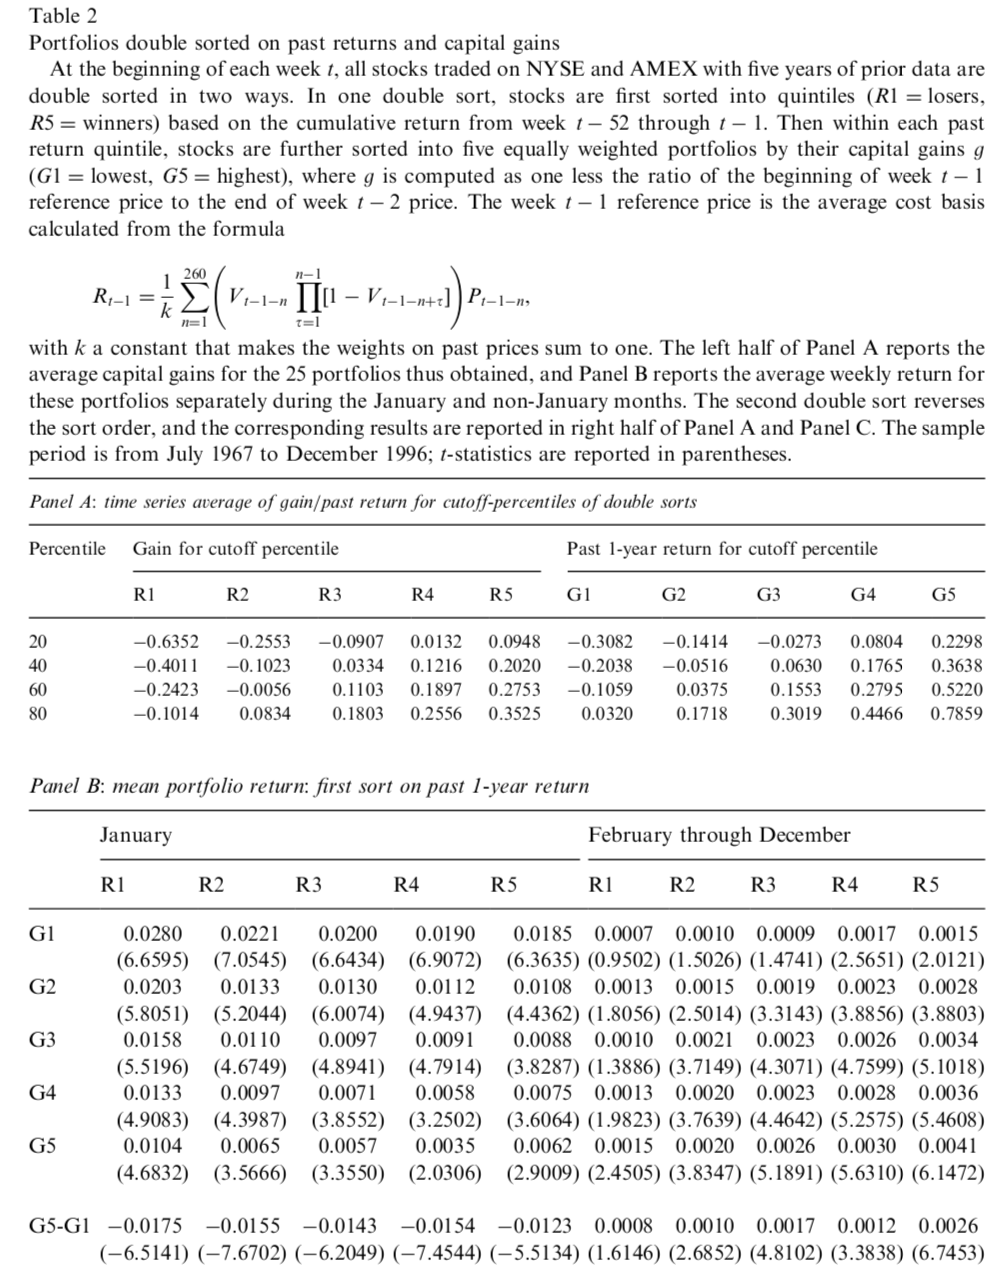 Table 2
Portfolios double sorted on past returns and capital gains
At the beginning of each week t, all stocks traded on NYSE and AMEX with five years of prior data are
double sorted in two ways. In one double sort, stocks are first sorted into quintiles (R1 = losers,
R5 = winners) based on the cumulative return from week t − 52 through t − 1. Then within each past
return quintile, stocks are further sorted into five equally weighted portfolios by their capital gains g
(G1 = lowest, G5 = highest), where g is computed as one less the ratio of the beginning of week t − 1
reference price to the end of week t − 2 price. The week t − 1 reference price is the average cost basis
calculated from the formula
R_{t−1} = \frac{1}{k} \sum_{n=1}^{260} ( V_{t−1−n} \prod_{τ=1}^{n−1} [1 − V_{t−1−n+τ}] ) P_{t−1−n},
with k a constant that makes the weights on past prices sum to one. The left half of Panel A reports the
average capital gains for the 25 portfolios thus obtained, and Panel B reports the average weekly return for
these portfolios separately during the January and non-January months. The second double sort reverses
the sort order, and the corresponding results are reported in right half of Panel A and Panel C. The sample
period is from July 1967 to December 1996; t-statistics are reported in parentheses.
Panel A: time series average of gain/past return for cutoff-percentiles of double sorts
Percentile Gain for cutoff percentile Past 1-year return for cutoff percentile
R1 R2 R3 R4 R5 G1 G2 G3 G4 G5
20 −0.6352 −0.2553 −0.0907 0.0132 0.0948 −0.3082 −0.1414 −0.0273 0.0804 0.2298
40 −0.4011 −0.1023 0.0334 0.1216 0.2020 −0.2038 −0.0516 0.0630 0.1765 0.3638
60 −0.2423 −0.0056 0.1103 0.1897 0.2753 −0.1059 0.0375 0.1553 0.2795 0.5220
80 −0.1014 0.0834 0.1803 0.2556 0.3525 0.0320 0.1718 0.3019 0.4466 0.7859
Panel B: mean portfolio return: first sort on past 1-year return
January February through December
R1 R2 R3 R4 R5 R1 R2 R3 R4 R5
G1 0.0280 0.0221 0.0200 0.0190 0.0185 0.0007 0.0010 0.0009 0.0017 0.0015
(6.6595) (7.0545) (6.6434) (6.9072) (6.3635) (0.9502) (1.5026) (1.4741) (2.5651) (2.0121)
G2 0.0203 0.0133 0.0130 0.0112 0.0108 0.0013 0.0015 0.0019 0.0023 0.0028
(5.8051) (5.2044) (6.0074) (4.9437) (4.4362) (1.8056) (2.5014) (3.3143) (3.8856) (3.8803)
G3 0.0158 0.0110 0.0097 0.0091 0.0088 0.0010 0.0021 0.0023 0.0026 0.0034
(5.5196) (4.6749) (4.8941) (4.7914) (3.8287) (1.3886) (3.7149) (4.3071) (4.7599) (5.1018)
G4 0.0133 0.0097 0.0071 0.0058 0.0075 0.0013 0.0020 0.0023 0.0028 0.0036
(4.9083) (4.3987) (3.8552) (3.2502) (3.6064) (1.9823) (3.7639) (4.4642) (5.2575) (5.4608)
G5 0.0104 0.0065 0.0057 0.0035 0.0062 0.0015 0.0020 0.0026 0.0030 0.0041
(4.6832) (3.5666) (3.3550) (2.0306) (2.9009) (2.4505) (3.8347) (5.1891) (5.6310) (6.1472)
G5-G1 −0.0175 −0.0155 −0.0143 −0.0154 −0.0123 0.0008 0.0010 0.0017 0.0012 0.0026
(−6.5141) (−7.6702) (−6.2049) (−7.4544) (−5.5134) (1.6146) (2.6852) (4.8102) (3.3838) (6.7453)